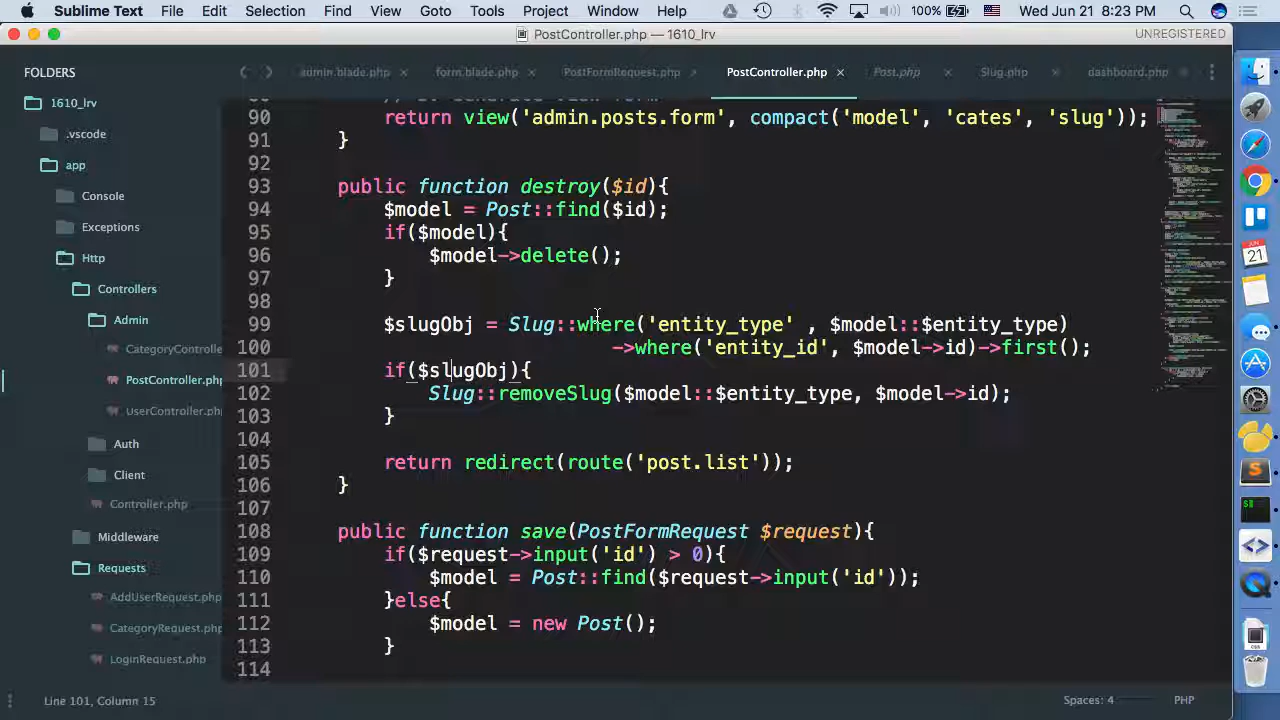 Sublime Text File Edit Selection Find View Goto Tools Project Window Help 100% Wed Jun 21 8:23 PM
PostController.php — 1610_lrv UNREGISTERED
FOLDERS
1610_lrv
.vscode
app
Console
Exceptions
Http
Controllers
Admin
CategoryControlle
PostController.php
UserController.php
Auth
Client
Controller.php
Middleware
Requests
AddUserRequest.php
CategoryRequest.php
LoginRequest.php
admin.blade.php form.blade.php PostFormRequest.php PostController.php Post.php Slug.php dashboard.php
90 return view('admin.posts.form', compact('model', 'cates', 'slug'));
91 }
92
93 public function destroy($id){
94 $model = Post::find($id);
95 if($model){
96 $model->delete();
97 }
98
99 $slugObj = Slug::where('entity_type' , $model::$entity_type)
100 ->where('entity_id', $model->id)->first();
101 if($slugObj){
102 Slug::removeSlug($model::$entity_type, $model->id);
103 }
104
105 return redirect(route('post.list'));
106 }
107
108 public function save(PostFormRequest $request){
109 if($request->input('id') > 0){
110 $model = Post::find($request->input('id'));
111 }else{
112 $model = new Post();
113 }
114
Line 101, Column 15 Spaces: 4 PHP